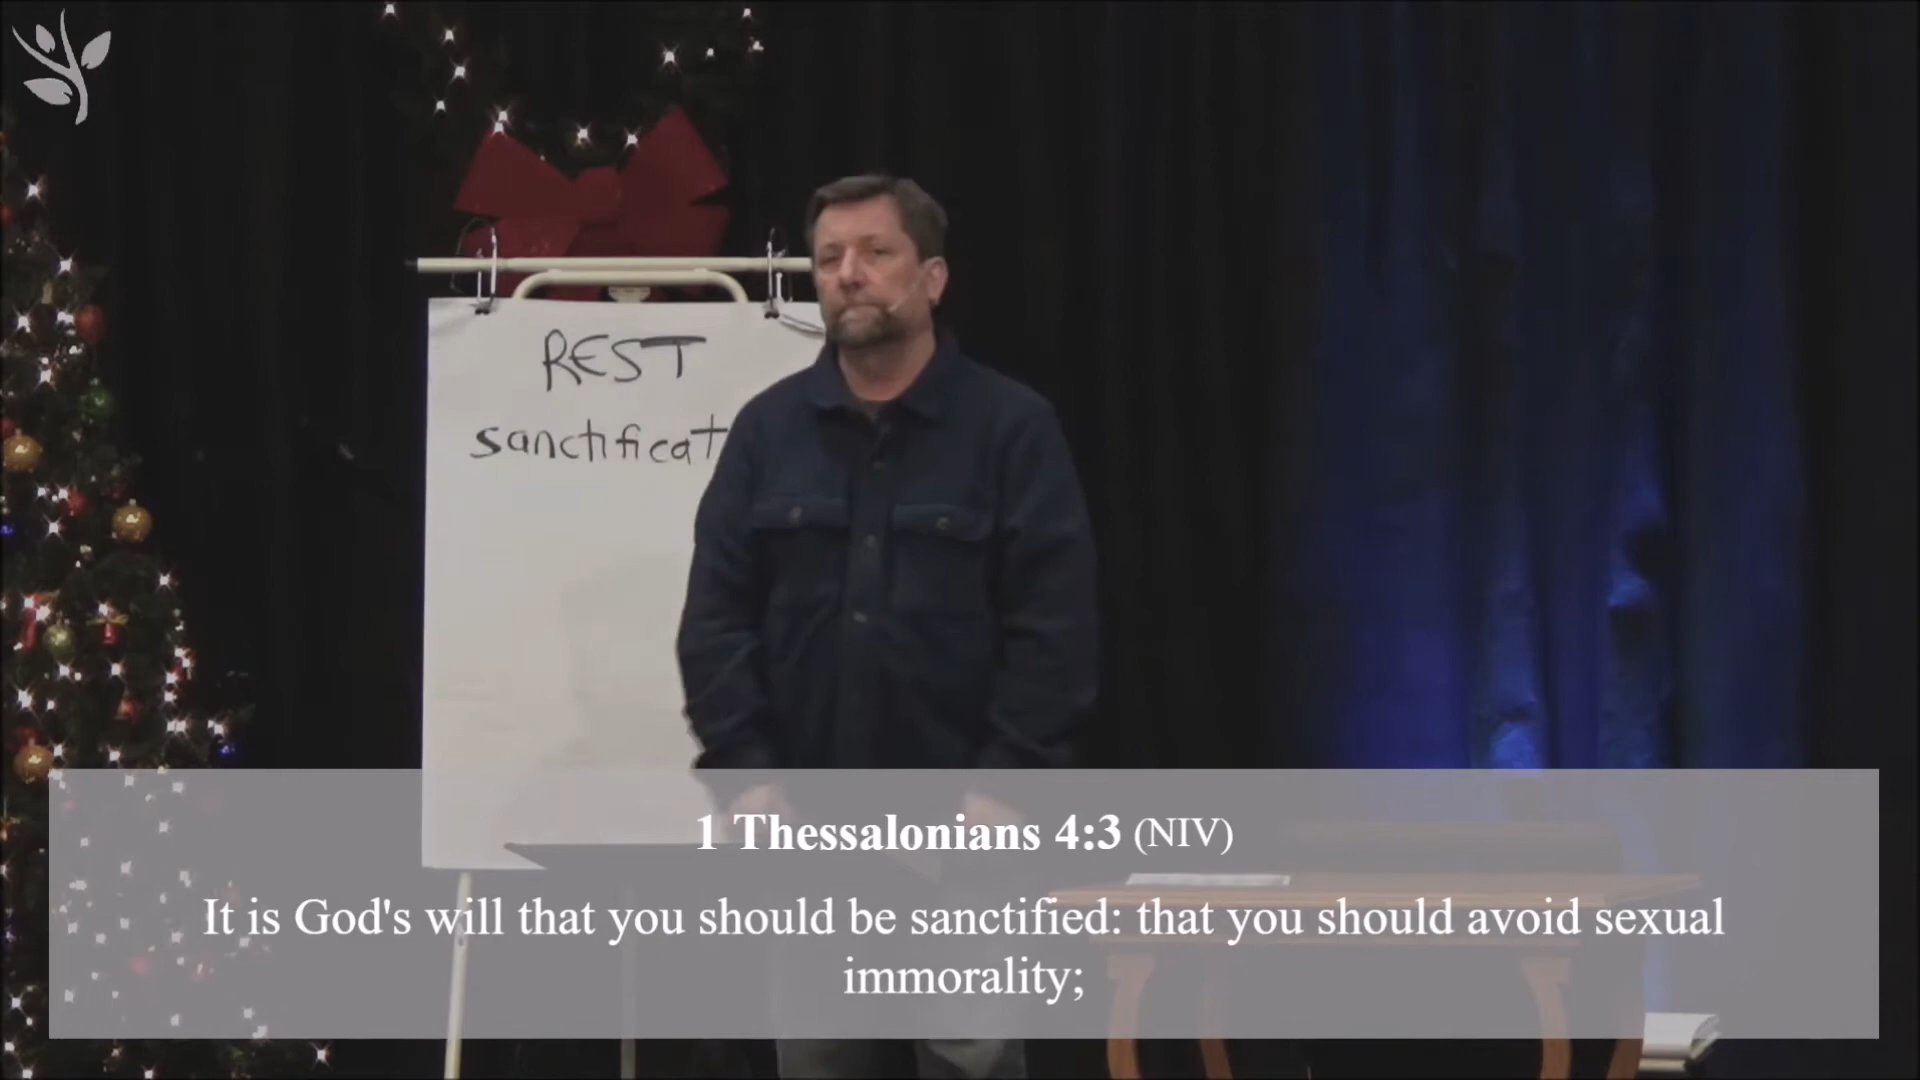 REST
sanctificat
1 Thessalonians 4:3 (NIV)
It is God's will that you should be sanctified: that you should avoid sexual
immorality;